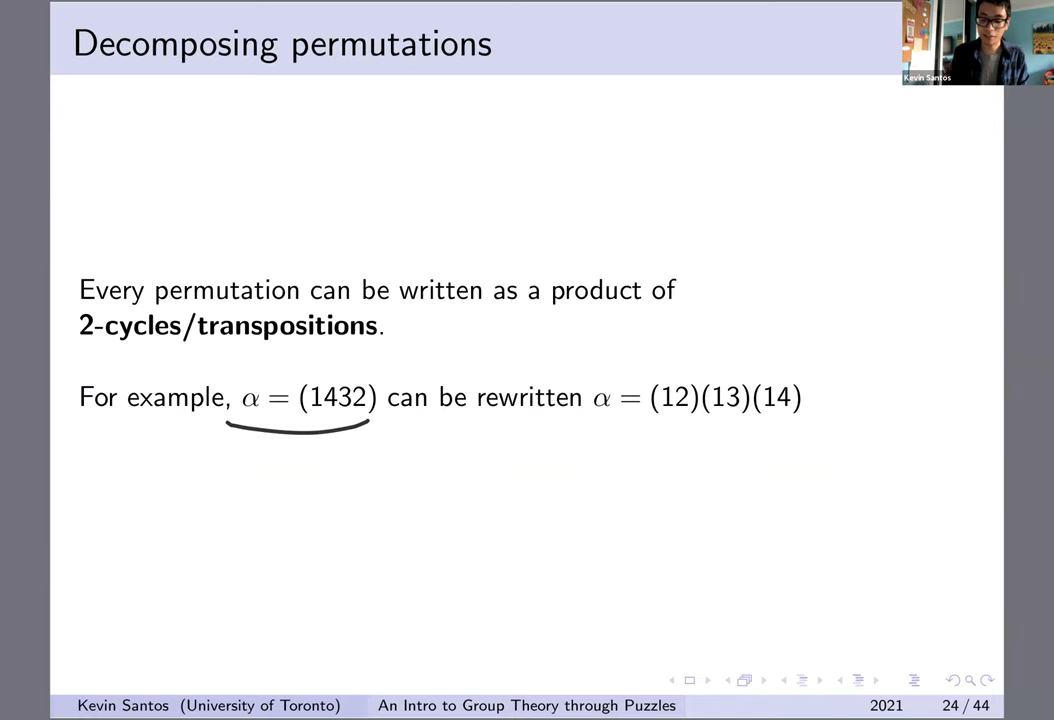 Decomposing permutations
Kevin Santos
Every permutation can be written as a product of
2-cycles/transpositions.
For example, α = (1432) can be rewritten α = (12)(13)(14)
Kevin Santos (University of Toronto) An Intro to Group Theory through Puzzles 2021 24 / 44